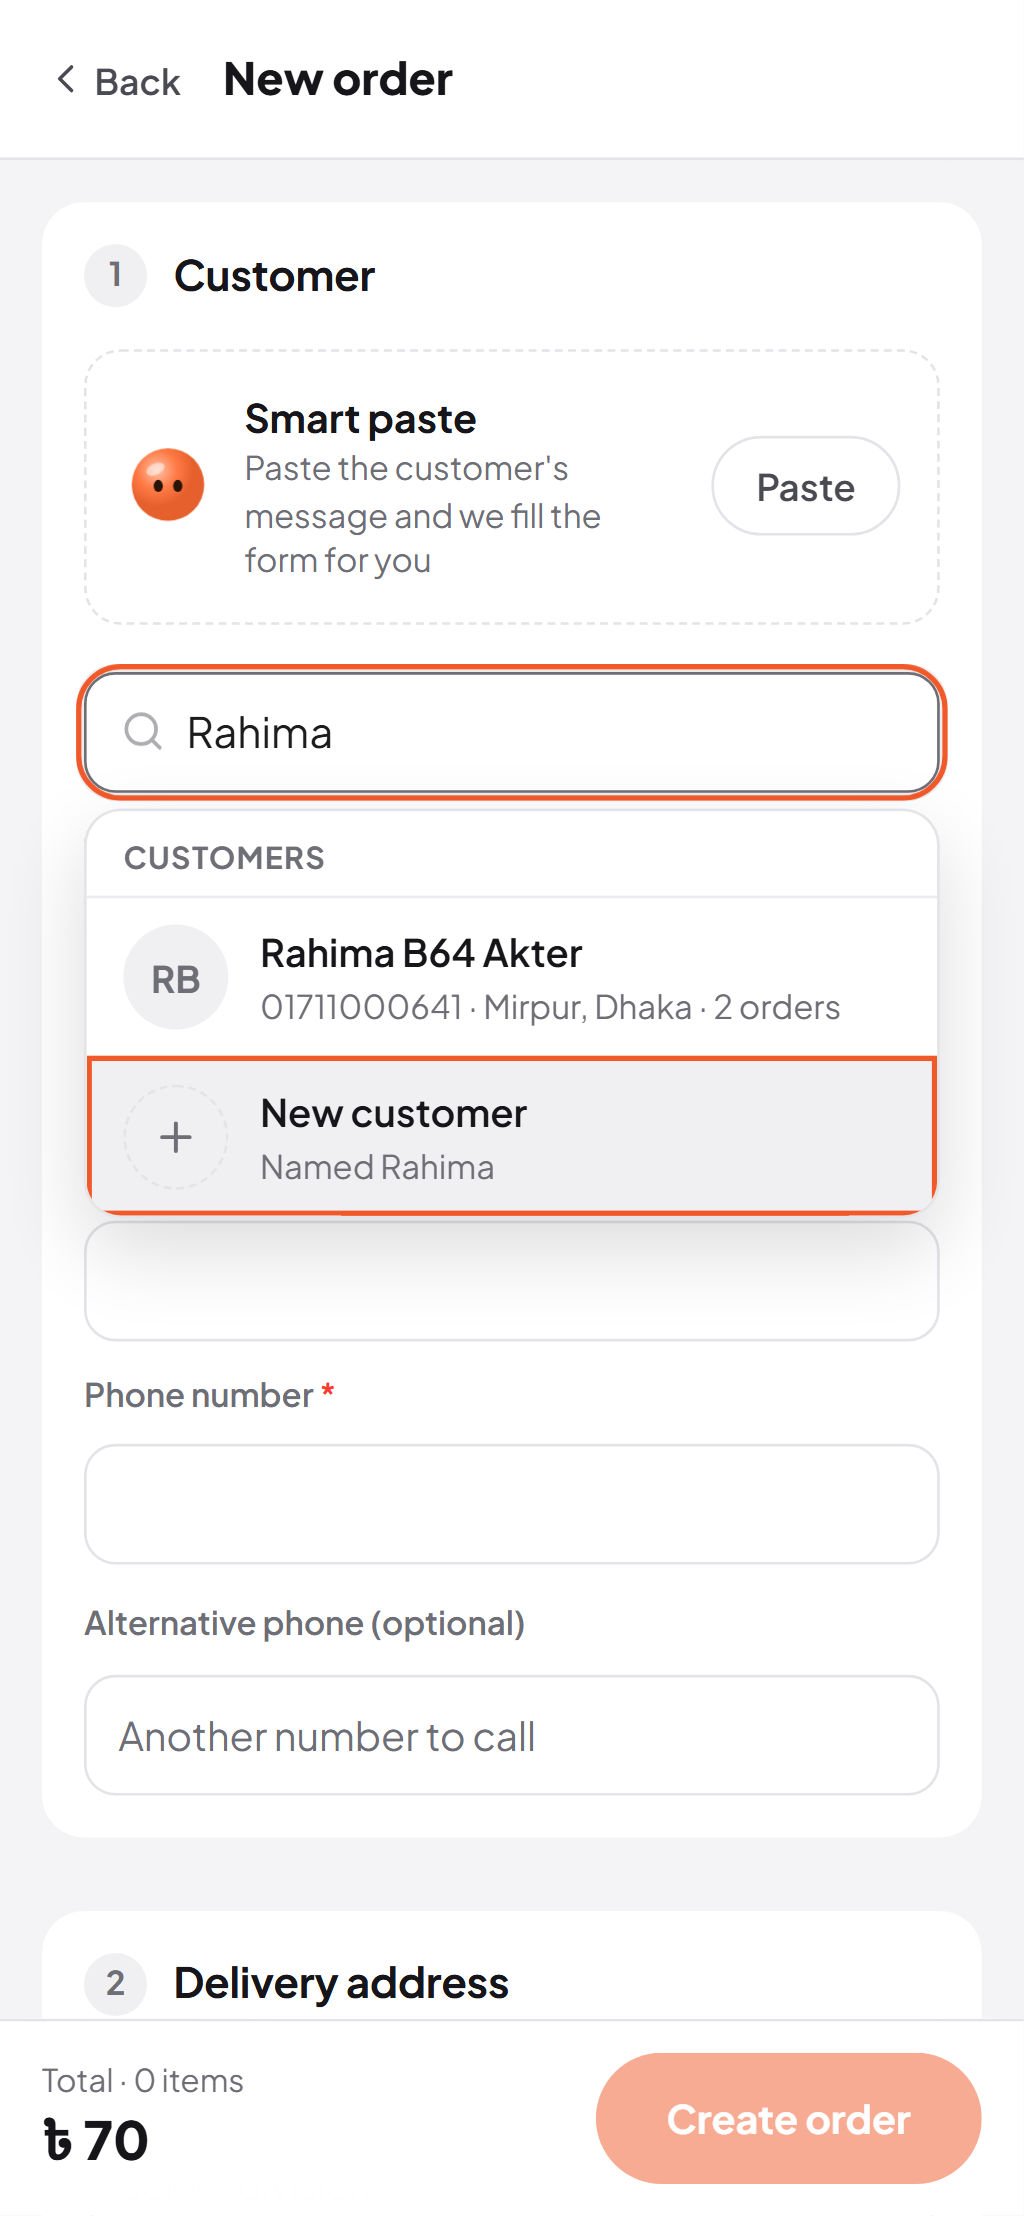 Back New order
1 Customer
Smart paste
Paste the customer's
message and we fill the
form for you
Paste
Rahima
CUSTOMERS
RB
Rahima B64 Akter
01711000641 · Mirpur, Dhaka · 2 orders
New customer
Named Rahima
Phone number *
Alternative phone (optional)
Another number to call
2 Delivery address
Total · 0 items
৳ 70
Create order